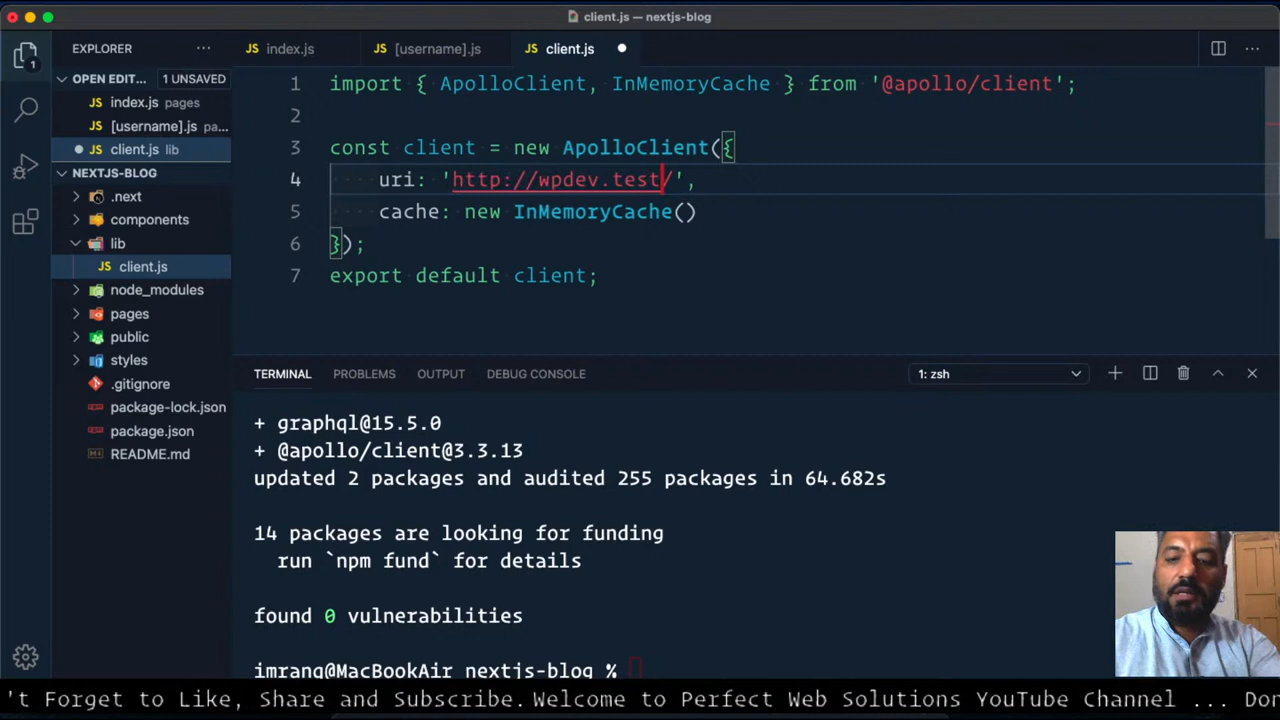 client.js — nextjs-blog
EXPLORER
index.js
[username].js
client.js
OPEN EDIT... 1 UNSAVED
index.js pages
[username].js pa...
client.js lib
NEXTJS-BLOG
.next
components
lib
client.js
node_modules
pages
public
styles
.gitignore
package-lock.json
package.json
README.md
1
1 import { ApolloClient, InMemoryCache } from '@apollo/client';
2
3 const client = new ApolloClient({
4 uri: 'http://wpdev.test/',
5 cache: new InMemoryCache()
6 });
7 export default client;
TERMINAL PROBLEMS OUTPUT DEBUG CONSOLE 1: zsh
+ graphql@15.5.0
+ @apollo/client@3.3.13
updated 2 packages and audited 255 packages in 64.682s
14 packages are looking for funding
run `npm fund` for details
found 0 vulnerabilities
imrang@MacBookAir nextjs-blog %
't Forget to Like, Share and Subscribe. Welcome to Perfect Web Solutions YouTube Channel ... Don